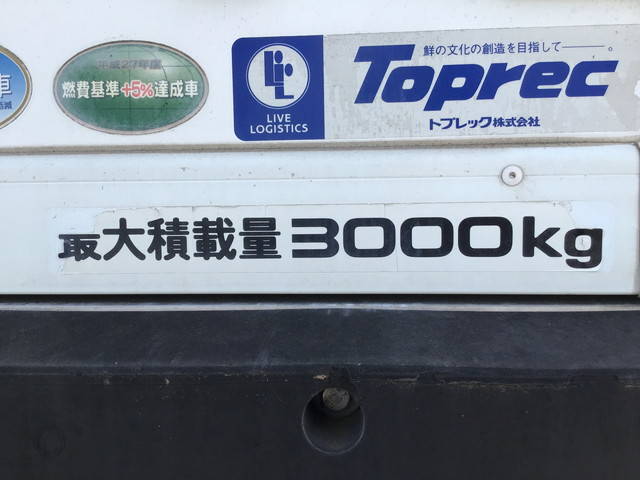 車
平成27年度
燃費基準+5%達成車
LIVE
LOGISTICS
鮮の文化の創造を目指して――。
Toprec
トプレック株式会社
最大積載量3000kg